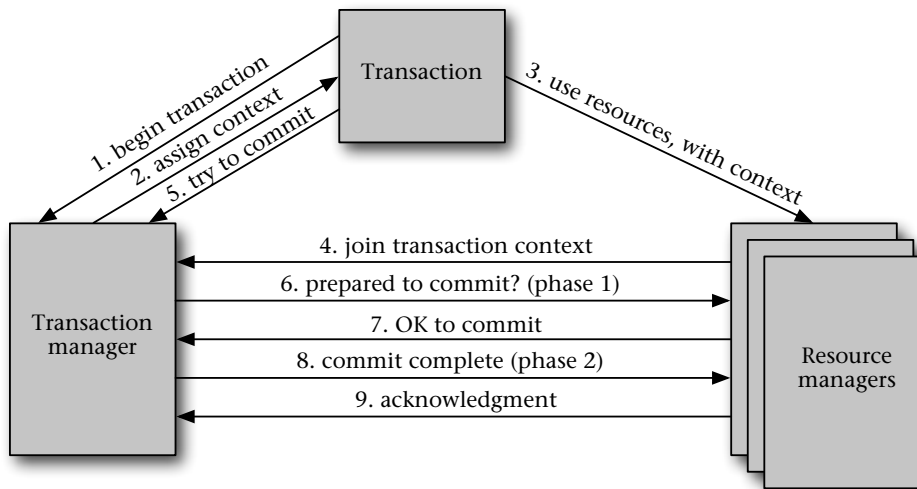 Transaction
1. begin transaction
2. assign context
5. try to commit
3. use resources, with context
4. join transaction context
6. prepared to commit? (phase 1)
7. OK to commit
8. commit complete (phase 2)
9. acknowledgment
Transaction
manager
Resource
managers